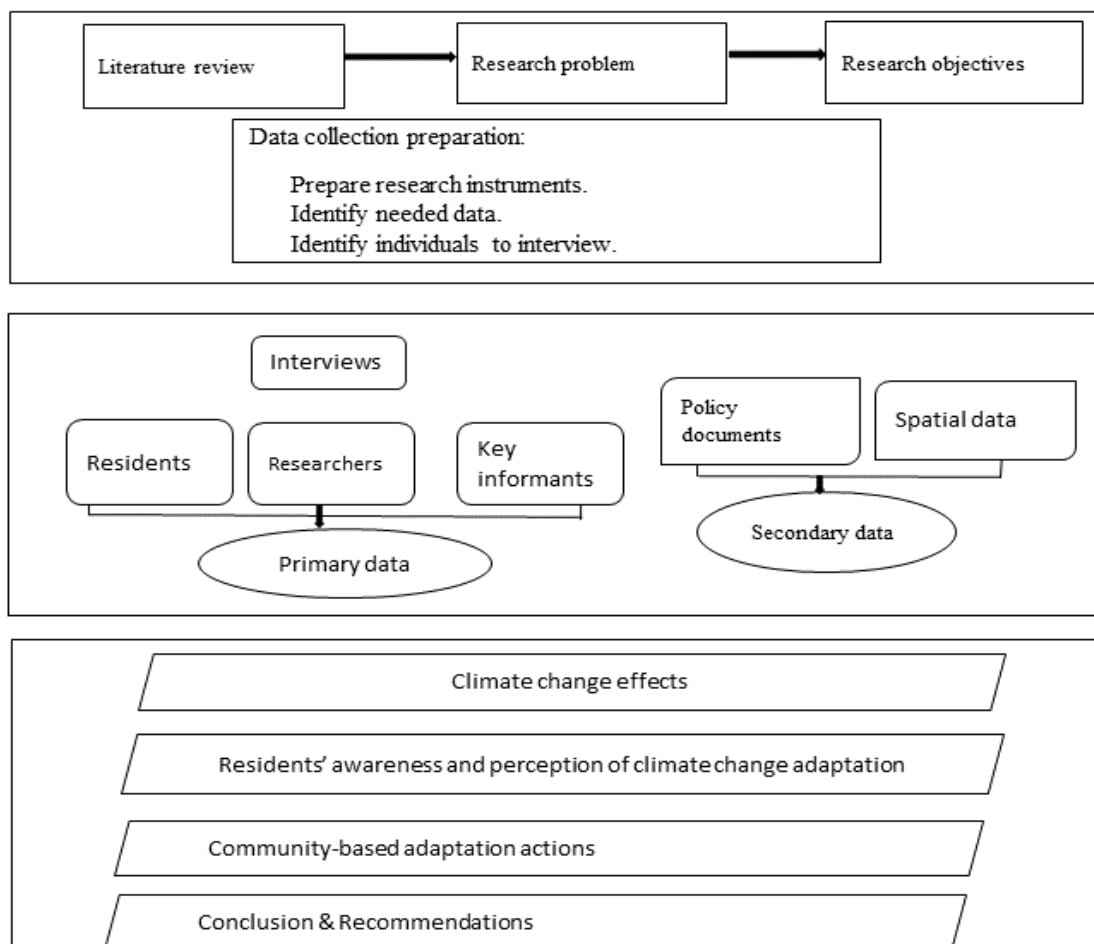 Literature review
Research problem
Research objectives
Data collection preparation:
Prepare research instruments.
Identify needed data.
Identify individuals to interview.
Interviews
Residents
Researchers
Key
informants
Policy
documents
Spatial data
Primary data
Secondary data
Climate change effects
Residents’ awareness and perception of climate change adaptation
Community-based adaptation actions
Conclusion & Recommendations